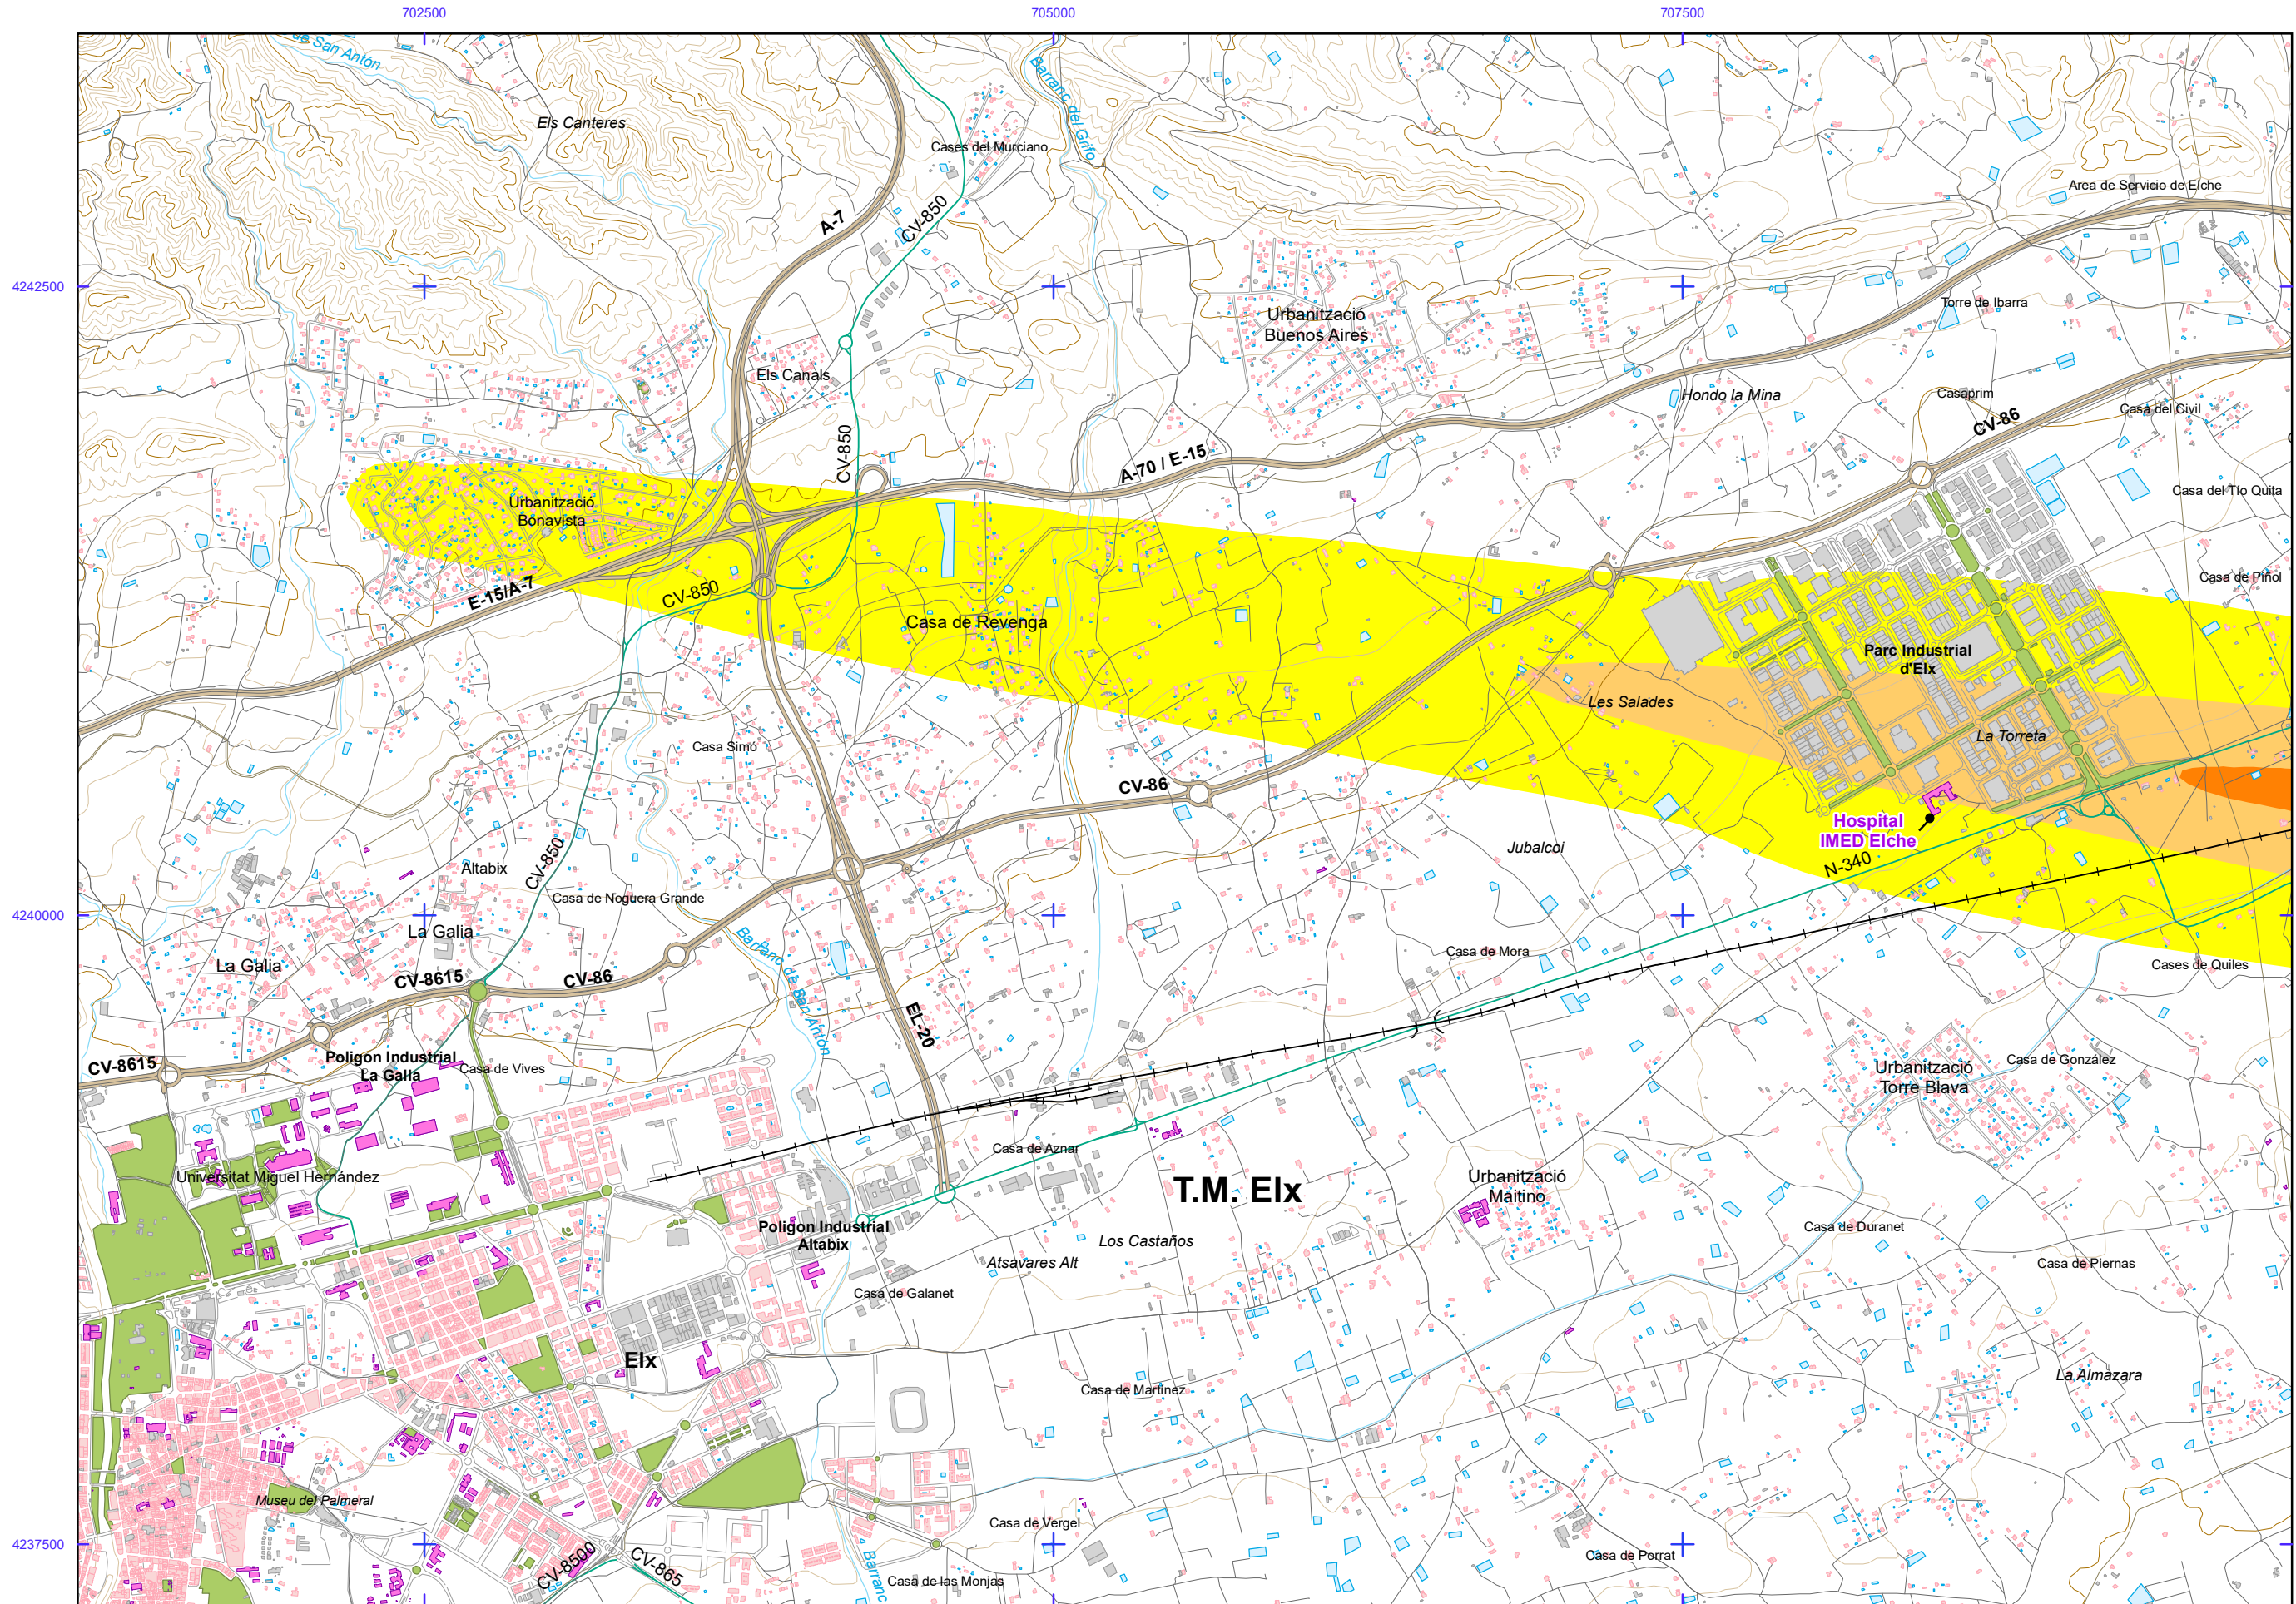 702500
705000
707500
de San Antón
Barranc del Grifo
Els Canteres
Cases del Murciano
A-7
CV-850
Area de Servicio de Elche
4242500
Torre de Ibarra
Urbanització
Buenos Aires
Els Canals
Hondo la Mina
Casaprim
Casa del Civil
CV-86
CV-850
A-70 / E-15
Casa del Tío Quita
Urbanització
Bonavista
E-15/A-7
CV-850
Casa de Piñol
Casa de Revenga
Parc Industrial
d'Elx
Les Salades
La Torreta
Casa Simó
CV-86
Hospital
IMED Elche
Jubalcoi
N-340
Altabix
CV-850
Casa de Noguera Grande
4240000
La Galia
La Galia
Barranc de San Antón
Casa de Mora
Cases de Quiles
CV-8615
CV-86
EL-20
CV-8615
Poligon Industrial
La Galia
Casa de Vives
Urbanització
Torre Blava
Casa de González
Casa de Aznar
Universitat Miguel Hernández
T.M. Elx
Urbanització
Maitino
Poligon Industrial
Altabix
Los Castaños
Atsavares Alt
Casa de Duranet
Casa de Piernas
Casa de Galanet
Elx
La Almazara
Casa de Martinez
Museu del Palmeral
Casa de Vergel
4237500
CV-8500
CV-865
Barranc
Casa de Porrat
Casa de las Monjas